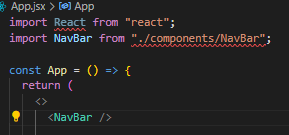 App.jsx > App
import React from "react";
import NavBar from "./components/NavBar";
const App = () => {
return (
<>
<NavBar />